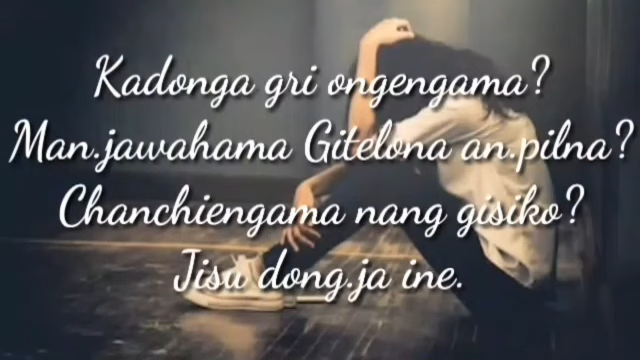 Kadonga gri ongengama?
Man.jawahama Gitelona an.pilna?
Chanchiengama nang gisiko?
Jisu dong.ja ine.